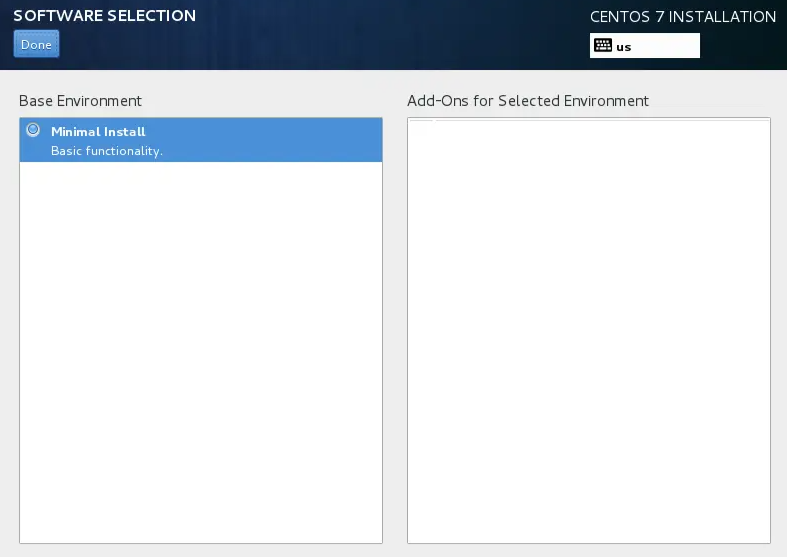 SOFTWARE SELECTION
CENTOS 7 INSTALLATION
Done
us
Base Environment
Add-Ons for Selected Environment
Minimal Install
Basic functionality.